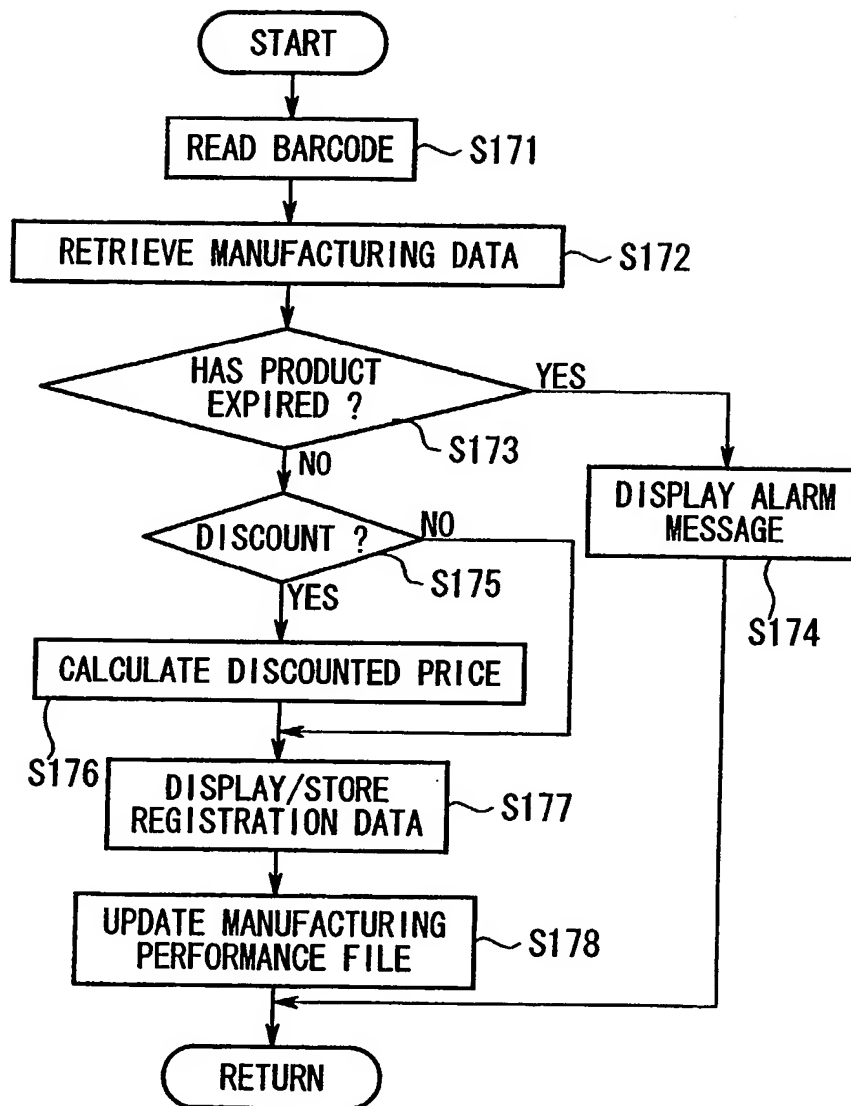 START
READ BARCODE
S171
RETRIEVE MANUFACTURING DATA
S172
HAS PRODUCT
EXPIRED ?
YES
S173
NO
DISPLAY ALARM
MESSAGE
S174
DISCOUNT ?
NO
S175
YES
CALCULATE DISCOUNTED PRICE
S176
DISPLAY/STORE
REGISTRATION DATA
S177
UPDATE MANUFACTURING
PERFORMANCE FILE
S178
RETURN